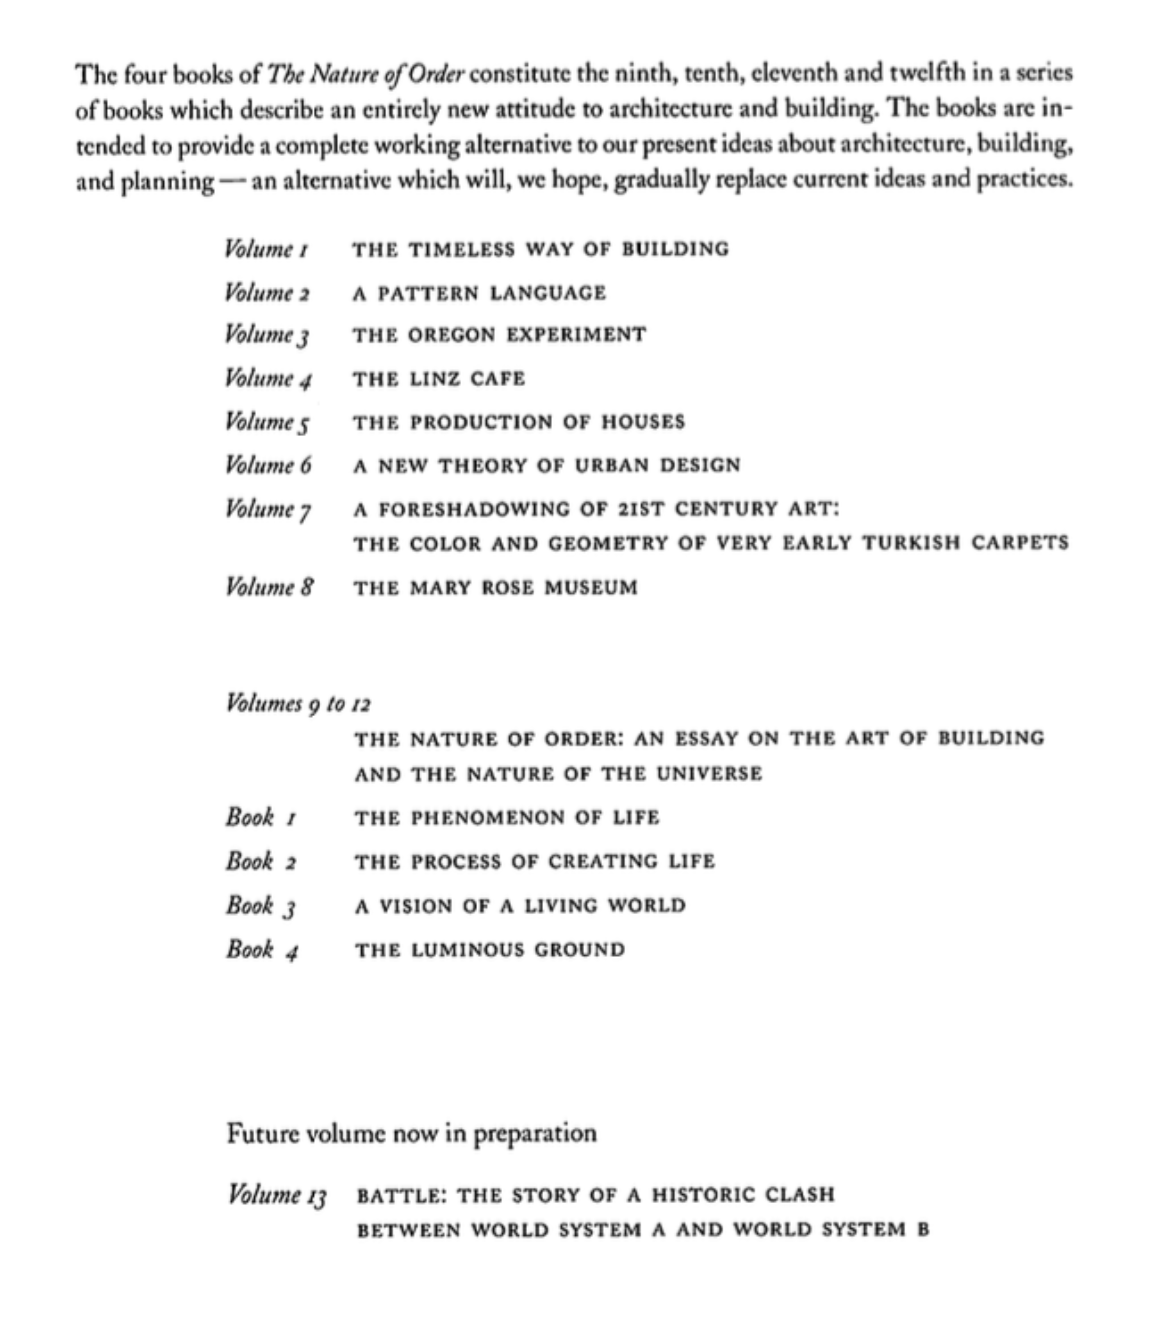 The four books of The Nature of Order constitute the ninth, tenth, eleventh and twelfth in a series
of books which describe an entirely new attitude to architecture and building. The books are in-
tended to provide a complete working alternative to our present ideas about architecture, building,
and planning — an alternative which will, we hope, gradually replace current ideas and practices.
Volume 1 THE TIMELESS WAY OF BUILDING
Volume 2 A PATTERN LANGUAGE
Volume 3 THE OREGON EXPERIMENT
Volume 4 THE LINZ CAFE
Volume 5 THE PRODUCTION OF HOUSES
Volume 6 A NEW THEORY OF URBAN DESIGN
Volume 7 A FORESHADOWING OF 21ST CENTURY ART:
THE COLOR AND GEOMETRY OF VERY EARLY TURKISH CARPETS
Volume 8 THE MARY ROSE MUSEUM
Volumes 9 to 12
THE NATURE OF ORDER: AN ESSAY ON THE ART OF BUILDING
AND THE NATURE OF THE UNIVERSE
Book 1 THE PHENOMENON OF LIFE
Book 2 THE PROCESS OF CREATING LIFE
Book 3 A VISION OF A LIVING WORLD
Book 4 THE LUMINOUS GROUND
Future volume now in preparation
Volume 13 BATTLE: THE STORY OF A HISTORIC CLASH
BETWEEN WORLD SYSTEM A AND WORLD SYSTEM B